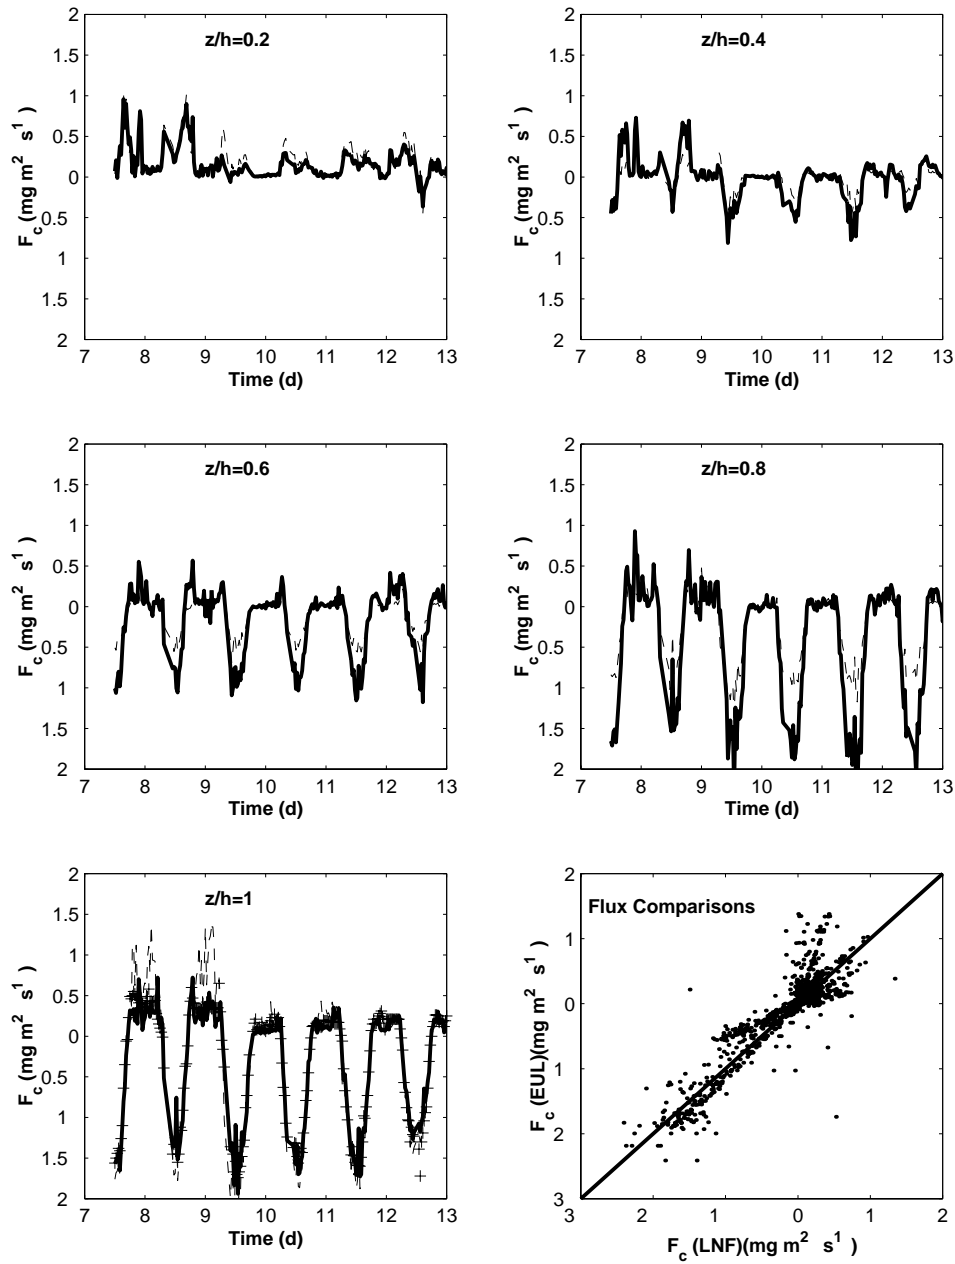 z/h=0.2
2
1.5
1
0.5
0
0.5
1
1.5
2
F_c (mg m^2 s^1 )
7 8 9 10 11 12 13
Time (d)
z/h=0.4
2
1.5
1
0.5
0
0.5
1
1.5
2
F_c (mg m^2 s^1 )
7 8 9 10 11 12 13
Time (d)
z/h=0.6
2
1.5
1
0.5
0
0.5
1
1.5
2
F_c (mg m^2 s^1 )
7 8 9 10 11 12 13
Time (d)
z/h=0.8
2
1.5
1
0.5
0
0.5
1
1.5
2
F_c (mg m^2 s^1 )
7 8 9 10 11 12 13
Time (d)
z/h=1
2
1.5
1
0.5
0
0.5
1
1.5
2
F_c (mg m^2 s^1 )
7 8 9 10 11 12 13
Time (d)
Flux Comparisons
2
1
0
1
2
3
F_c (EUL)(mg m^2 s^1 )
3 2 1 0 1 2
F_c (LNF)(mg m^2 s^1 )